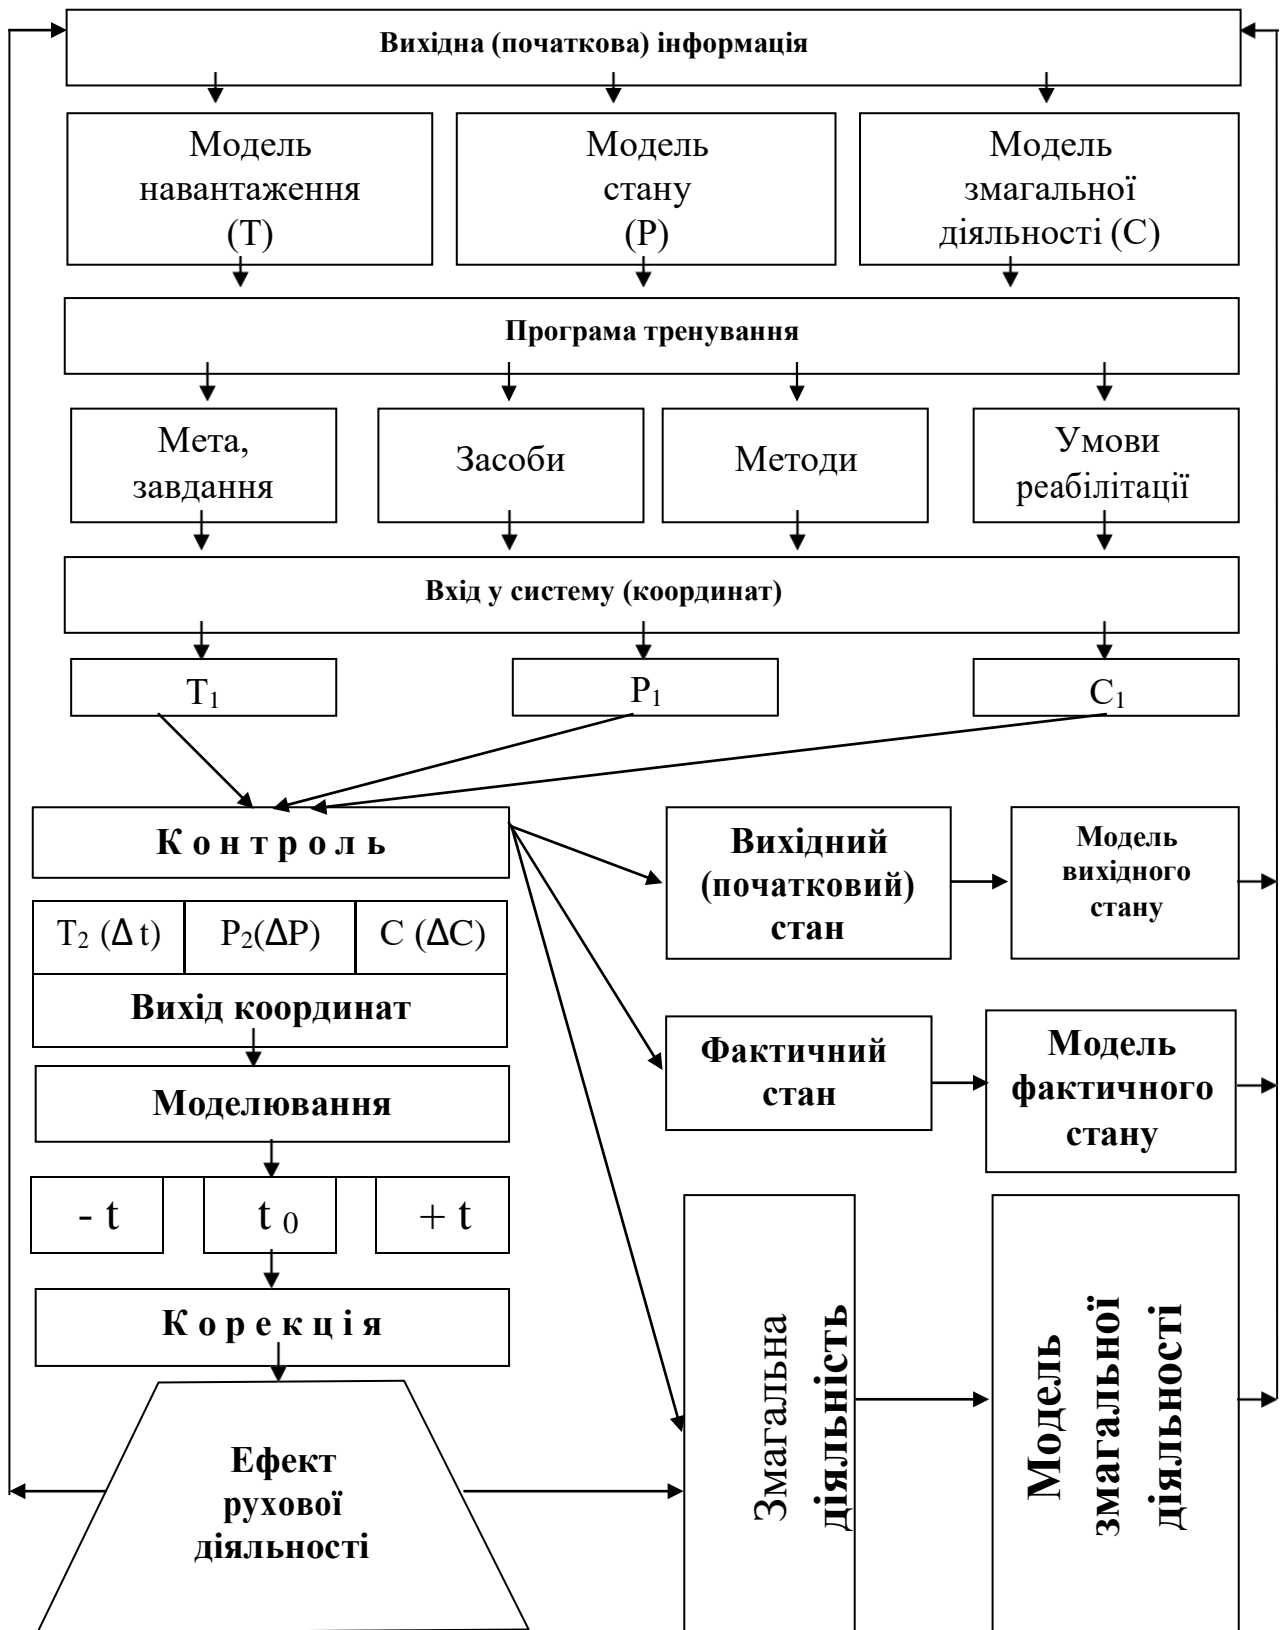 Вихідна (початкова) інформація
Модель
навантаження
(Т)
Модель
стану
(Р)
Модель
змагальної
діяльності (С)
Програма тренування
Мета,
завдання
Засоби
Методи
Умови
реабілітації
Вхід у систему (координат)
Т₁
Р₁
С₁
К о н т р о л ь
Т₂ (Δ t)
Р₂(ΔР)
С (ΔС)
Вихід координат
Моделювання
- t
t ₀
+ t
К о р е к ц і я
Ефект
рухової
діяльності
Вихідний
(початковий)
стан
Модель
вихідного
стану
Фактичний
стан
Модель
фактичного
стану
Змагальна
діяльність
Модель
змагальної
діяльності